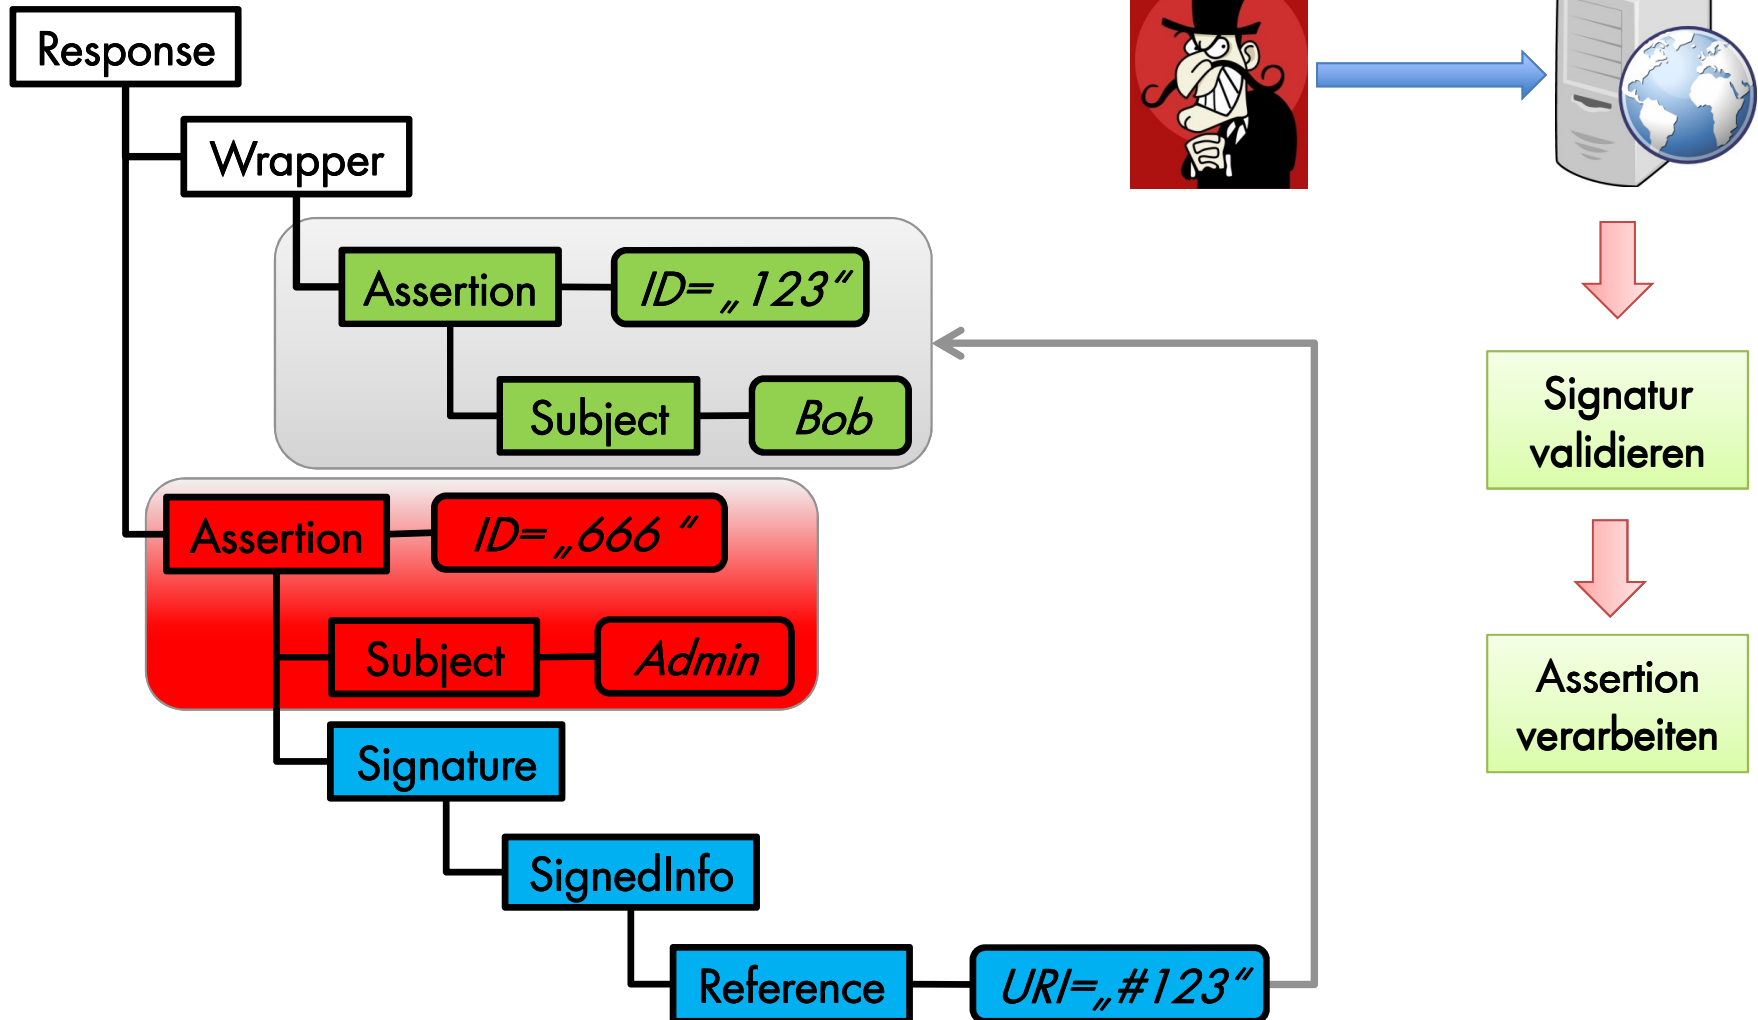 Response
Wrapper
Assertion
ID=„123“
Subject
Bob
Assertion
ID=„666 “
Subject
Admin
Signature
SignedInfo
Reference
URI=„#123“
Signatur
validieren
Assertion
verarbeiten